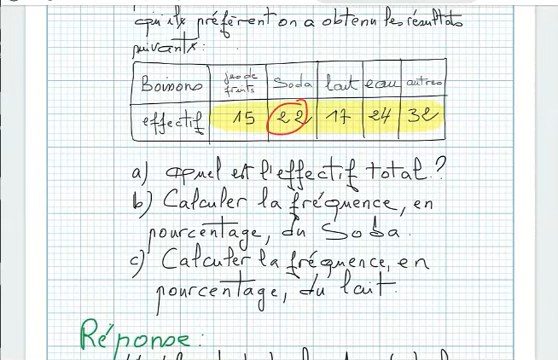 qu'ils préfèrent on a obtenu les résultats
suivants :
Boissons jus de fruits Soda lait eau autres
effectif 15 22 17 24 32
a) quel est l'effectif total ?
b) Calculer la fréquence, en
pourcentage, du Soda.
c) Calculer la fréquence, en
pourcentage, du lait.
Réponse :